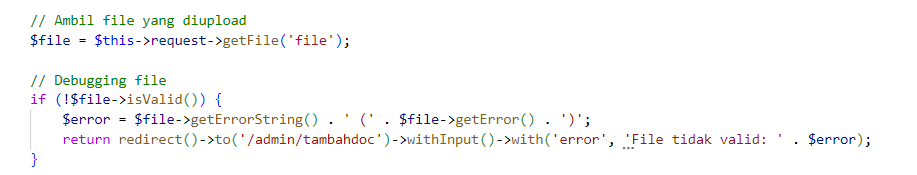 // Ambil file yang diupload
$file = $this->request->getFile('file');
// Debugging file
if (!$file->isValid()) {
$error = $file->getErrorString() . ' (' . $file->getError() . ')';
return redirect()->to('/admin/tambahdoc')->withInput()->with('error', 'File tidak valid: ' . $error);
}